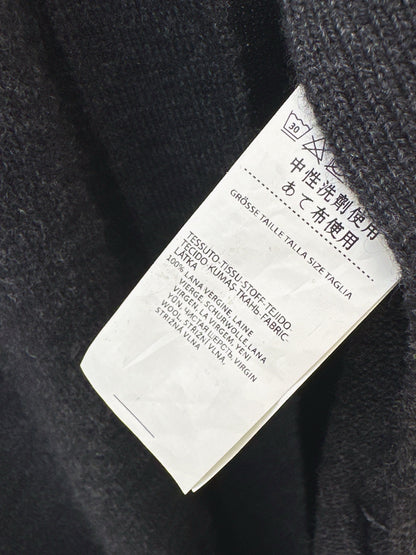 30
中性洗剤使用
あて布使用
GRÖSSE TAILLE TALLA SIZE TAGLIA
TESSUTO-TISSU-STOFF-TEJIDO
TECIDO-KUMAŞ-ТКАНЬ-FABRIC
LÁTKA
100% LANA VERGINE, LAINE
VIERGE, SCHURWOLLE, LANA
VIRGEN, LA VIRGEM, YENI
YÜN, ЧИСТАЯ ШЕРСТЬ, VIRGIN
WOOL, STŘIŽNÍ VLNA,
STRIŽNÁ VLNA